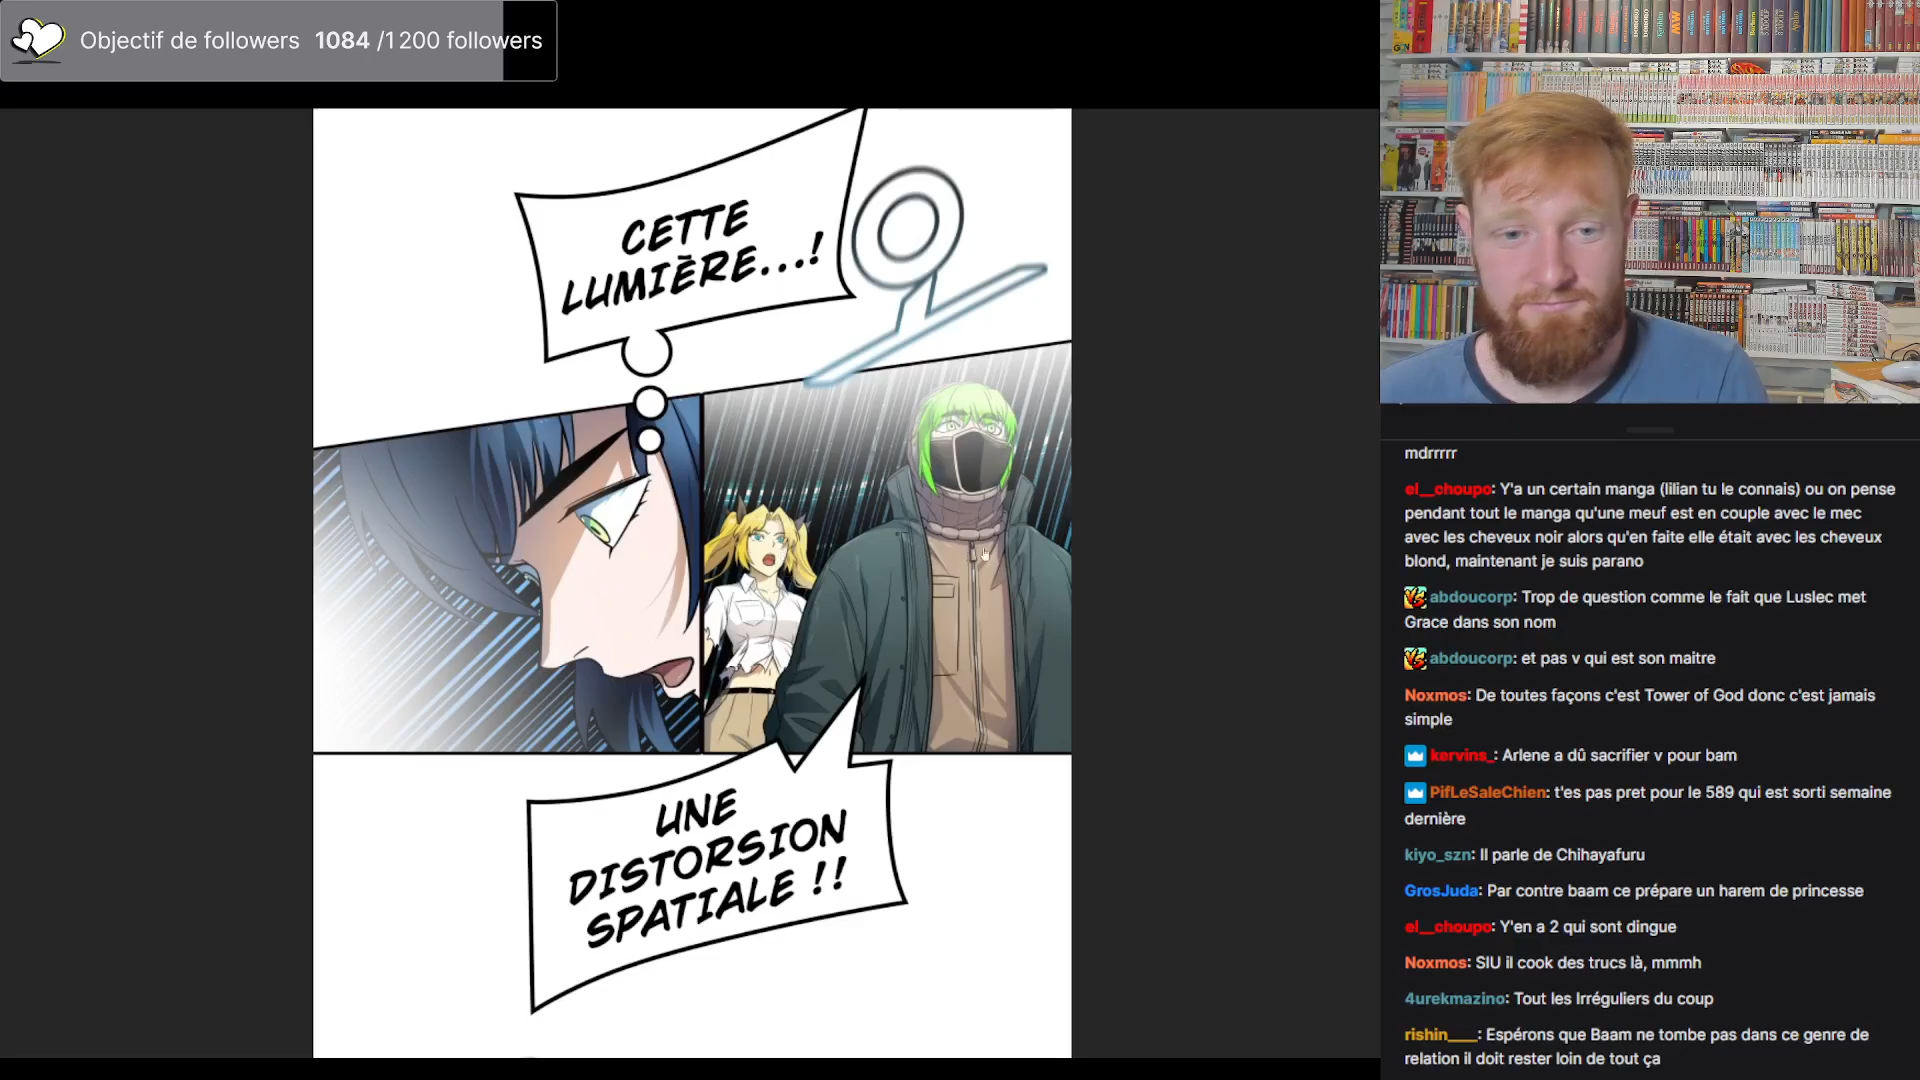 Objectif de followers 1084 /1 200 followers
CETTE
LUMIÈRE...!
UNE
DISTORSION
SPATIALE !!
mdrrrrr
el__choupo: Y'a un certain manga (lilian tu le connais) ou on pense
pendant tout le manga qu'une meuf est en couple avec le mec
avec les cheveux noir alors qu'en faite elle était avec les cheveux
blond, maintenant je suis parano
abdoucorp: Trop de question comme le fait que Luslec met
Grace dans son nom
abdoucorp: et pas v qui est son maitre
Noxmos: De toutes façons c'est Tower of God donc c'est jamais
simple
kervins_: Arlene a dû sacrifier v pour bam
PifLeSaleChien: t'es pas pret pour le 589 qui est sorti semaine
dernière
kiyo_szn: Il parle de Chihayafuru
GrosJuda: Par contre baam ce prépare un harem de princesse
el__choupo: Y'en a 2 qui sont dingue
Noxmos: SIU il cook des trucs là, mmmh
4urekmazino: Tout les Irréguliers du coup
rishin____: Espérons que Baam ne tombe pas dans ce genre de
relation il doit rester loin de tout ça